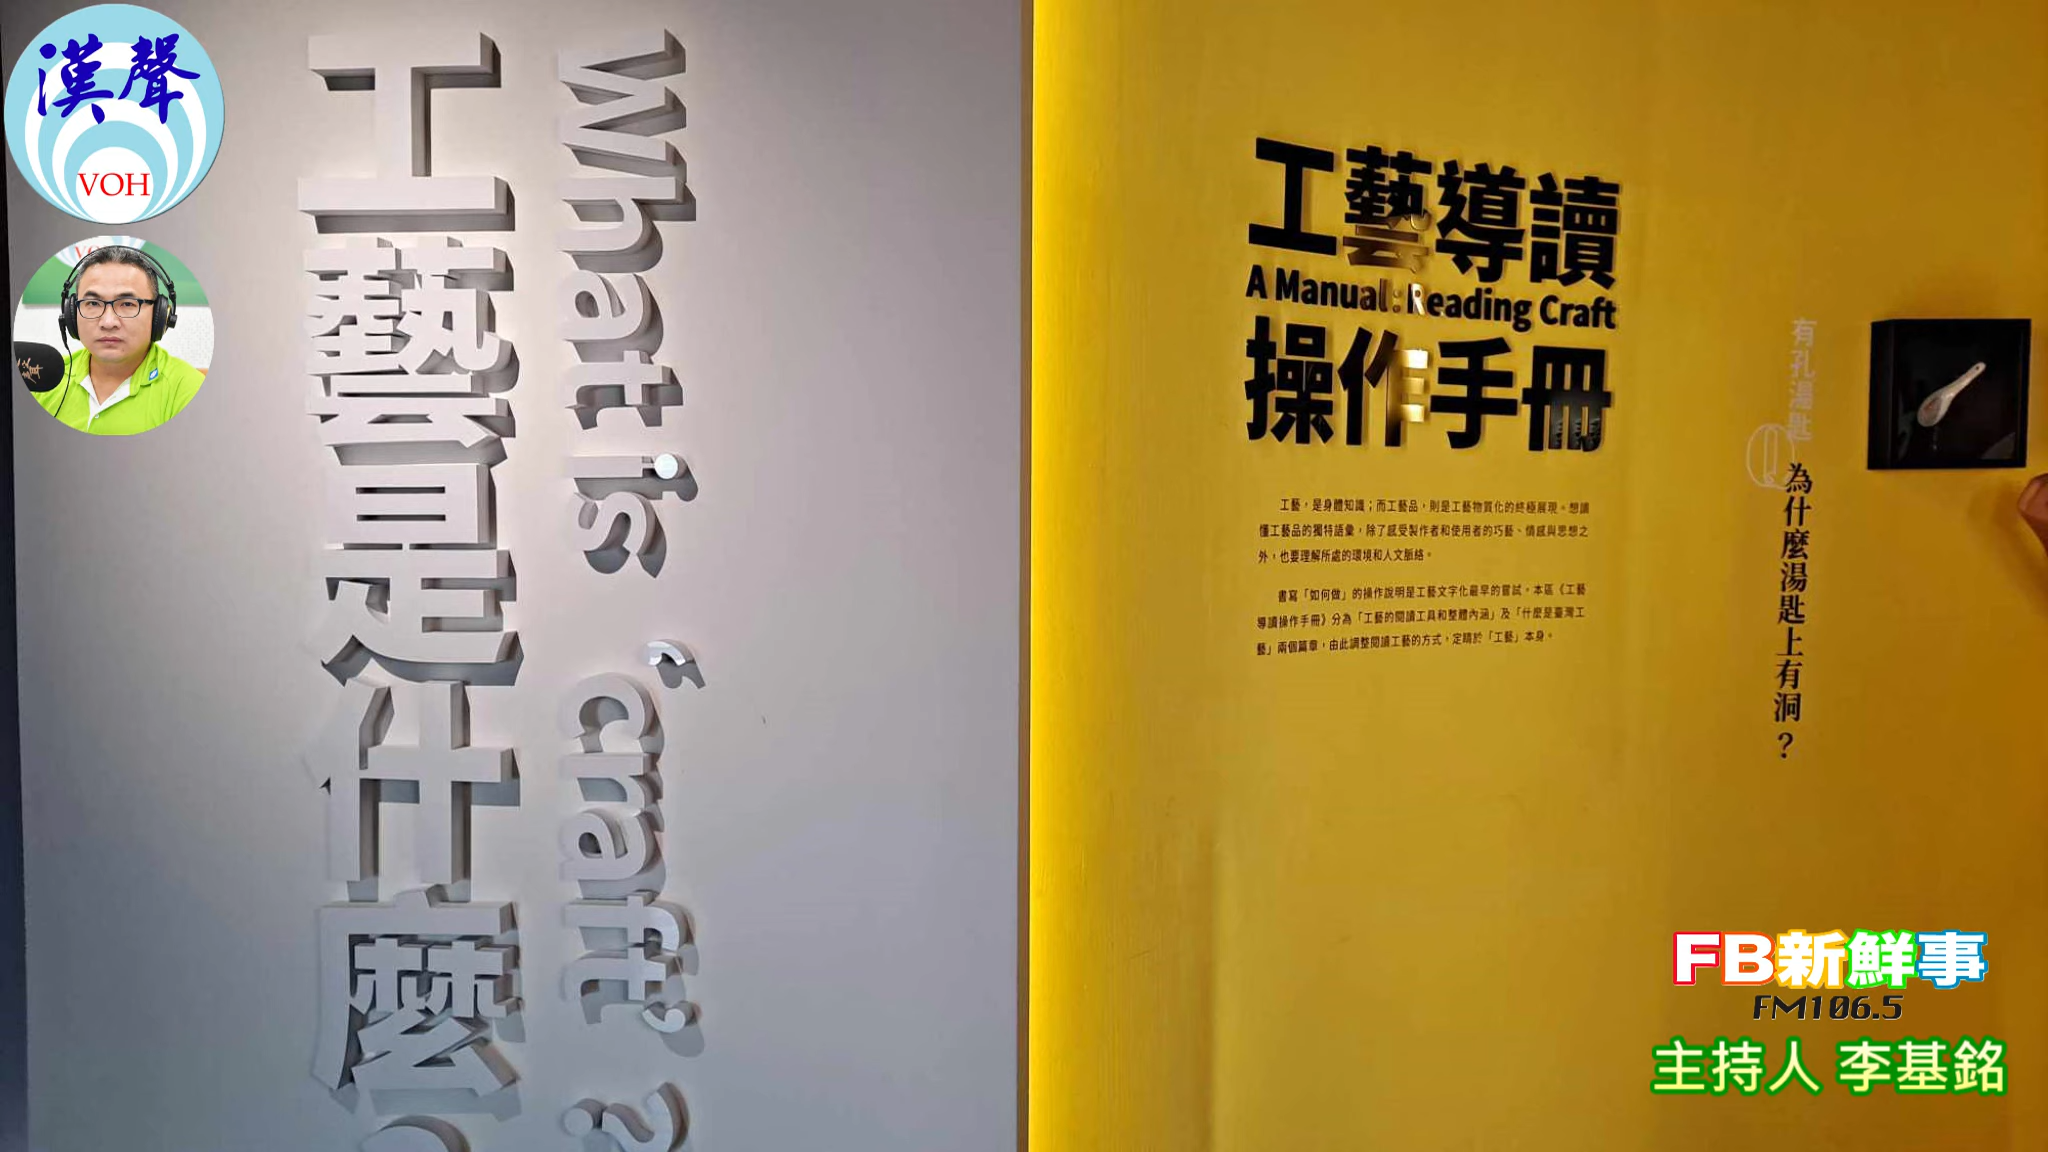 漢聲
VOH
工藝是什麼?
What is 'craft'?
工藝導讀
A Manual: Reading Craft
操作手冊
工藝，是身體知識；而工藝品，則是工藝物質化的終極展現。想讀
懂工藝品的獨特語彙，除了感受製作者和使用者的巧藝、情感與思想之
外，也要理解所處的環境和人文脈絡。
書寫「如何做」的操作說明是工藝文字化最早的嘗試，本區《工藝
導讀操作手冊》分為「工藝的閱讀工具和整體內涵」及「什麼是臺灣工
藝」兩個篇章，由此調整閱讀工藝的方式，定睛於「工藝」本身。
有孔湯匙
為什麼湯匙上有洞？
FB新鮮事
FM106.5
主持人 李基銘